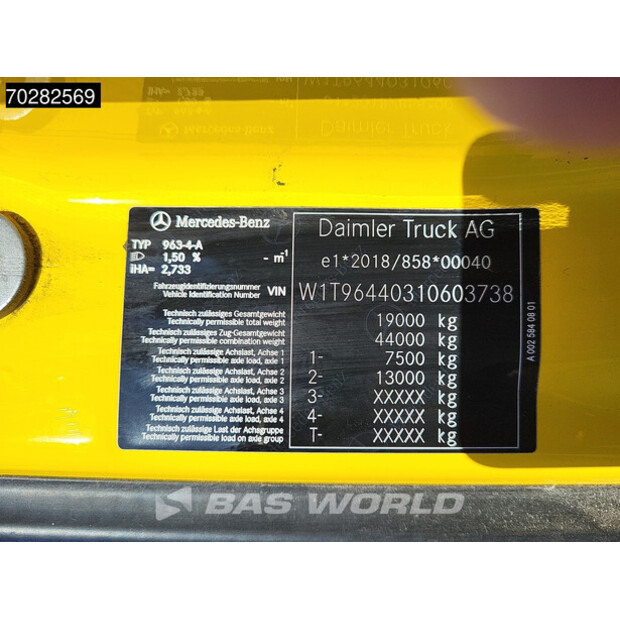 70282569
Mercedes-Benz
Daimler Truck AG
TYP 963-4-A
1,50 % - m⁻¹
iHA= 2,733
e1*2018/858*00040
Fahrzeugidentifizierungsnummer
Vehicle Identification Number VIN W1T96440310603738
Technisch zulässiges Gesamtgewicht
Technically permissible total weight 19000 kg
Technisch zulässiges Zug-Gesamtgewicht
Technically permissible combination weight 44000 kg
Technisch zulässige Achslast, Achse 1
Technically permissible axle load, axle 1 1- 7500 kg
Technisch zulässige Achslast, Achse 2
Technically permissible axle load, axle 2 2- 13000 kg
Technisch zulässige Achslast, Achse 3
Technically permissible axle load, axle 3 3- XXXXX kg
Technisch zulässige Achslast, Achse 4
Technically permissible axle load, axle 4 4- XXXXX kg
Technisch zulässige Last der Achsgruppe
Technically permissible load on axle group T- XXXXX kg
A 002 584 08 01
BAS WORLD